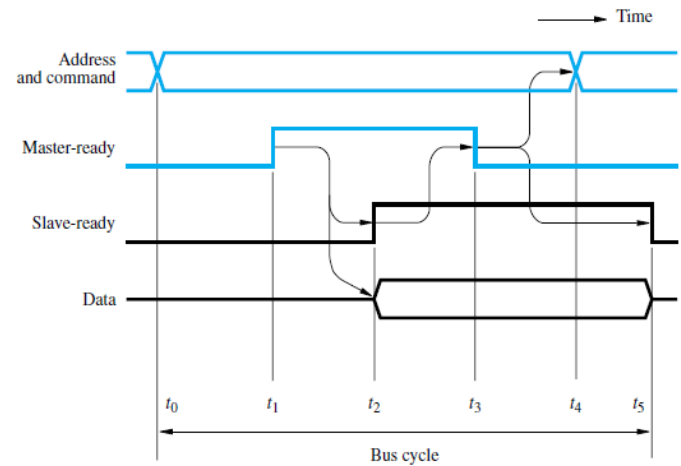 Time
Address
and command
Master-ready
Slave-ready
Data
t0 t1 t2 t3 t4 t5
Bus cycle